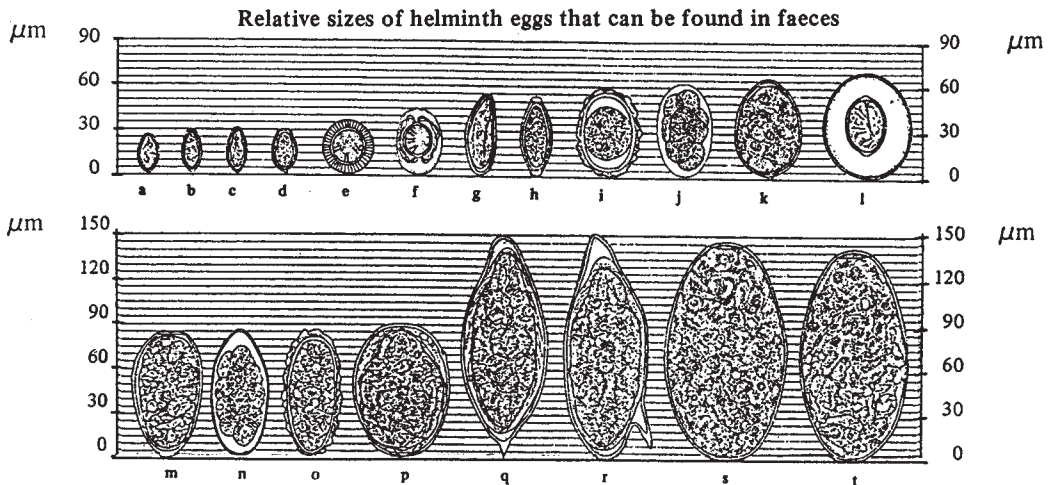 Relative sizes of helminth eggs that can be found in faeces
μm 90 90 μm
60 60
30 30
0 0
a b c d e f g h i j k l
μm 150 150 μm
120 120
90 90
60 60
30 30
0 0
m n o p q r s t